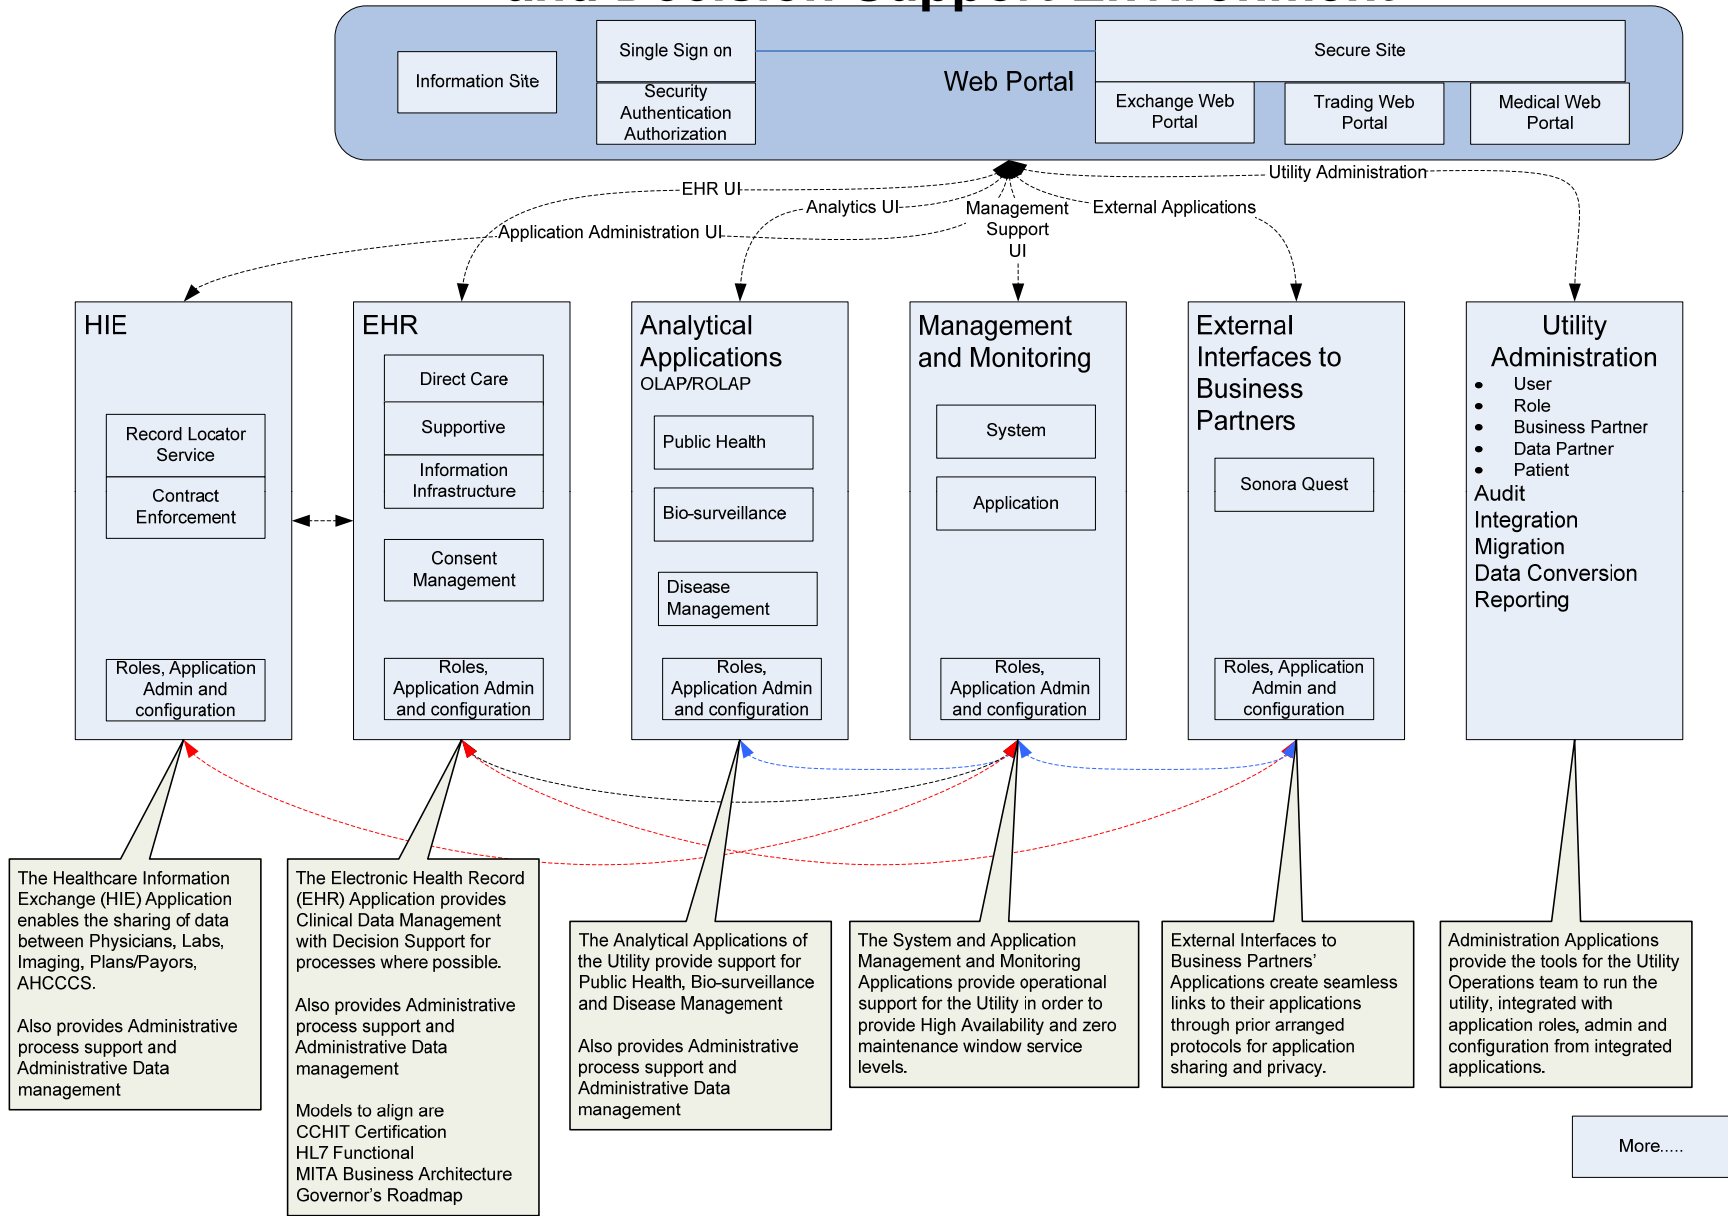 and Decision Support Environment
Information Site
Single Sign on
Security
Authentication
Authorization
Web Portal
Secure Site
Exchange Web
Portal
Trading Web
Portal
Medical Web
Portal
EHR UI
Analytics UI
Application Administration UI
Management
Support
UI
External Applications
Utility Administration
HIE
Record Locator
Service
Contract
Enforcement
Roles, Application
Admin and
configuration
EHR
Direct Care
Supportive
Information
Infrastructure
Consent
Management
Roles,
Application Admin
and configuration
Analytical
Applications
OLAP/ROLAP
Public Health
Bio-surveillance
Disease
Management
Roles,
Application Admin
and configuration
Management
and Monitoring
System
Application
Roles,
Application Admin
and configuration
External
Interfaces to
Business
Partners
Sonora Quest
Roles, Application
Admin and
configuration
Utility
Administration
• User
• Role
• Business Partner
• Data Partner
• Patient
Audit
Integration
Migration
Data Conversion
Reporting
The Healthcare Information
Exchange (HIE) Application
enables the sharing of data
between Physicians, Labs,
Imaging, Plans/Payors,
AHCCCS.
Also provides Administrative
process support and
Administrative Data
management
The Electronic Health Record
(EHR) Application provides
Clinical Data Management
with Decision Support for
processes where possible.
Also provides Administrative
process support and
Administrative Data
management
Models to align are
CCHIT Certification
HL7 Functional
MITA Business Architecture
Governor's Roadmap
The Analytical Applications of
the Utility provide support for
Public Health, Bio-surveillance
and Disease Management
Also provides Administrative
process support and
Administrative Data
management
The System and Application
Management and Monitoring
Applications provide operational
support for the Utility in order to
provide High Availability and zero
maintenance window service
levels.
External Interfaces to
Business Partners'
Applications create seamless
links to their applications
through prior arranged
protocols for application
sharing and privacy.
Administration Applications
provide the tools for the Utility
Operations team to run the
utility, integrated with
application roles, admin and
configuration from integrated
applications.
More.....